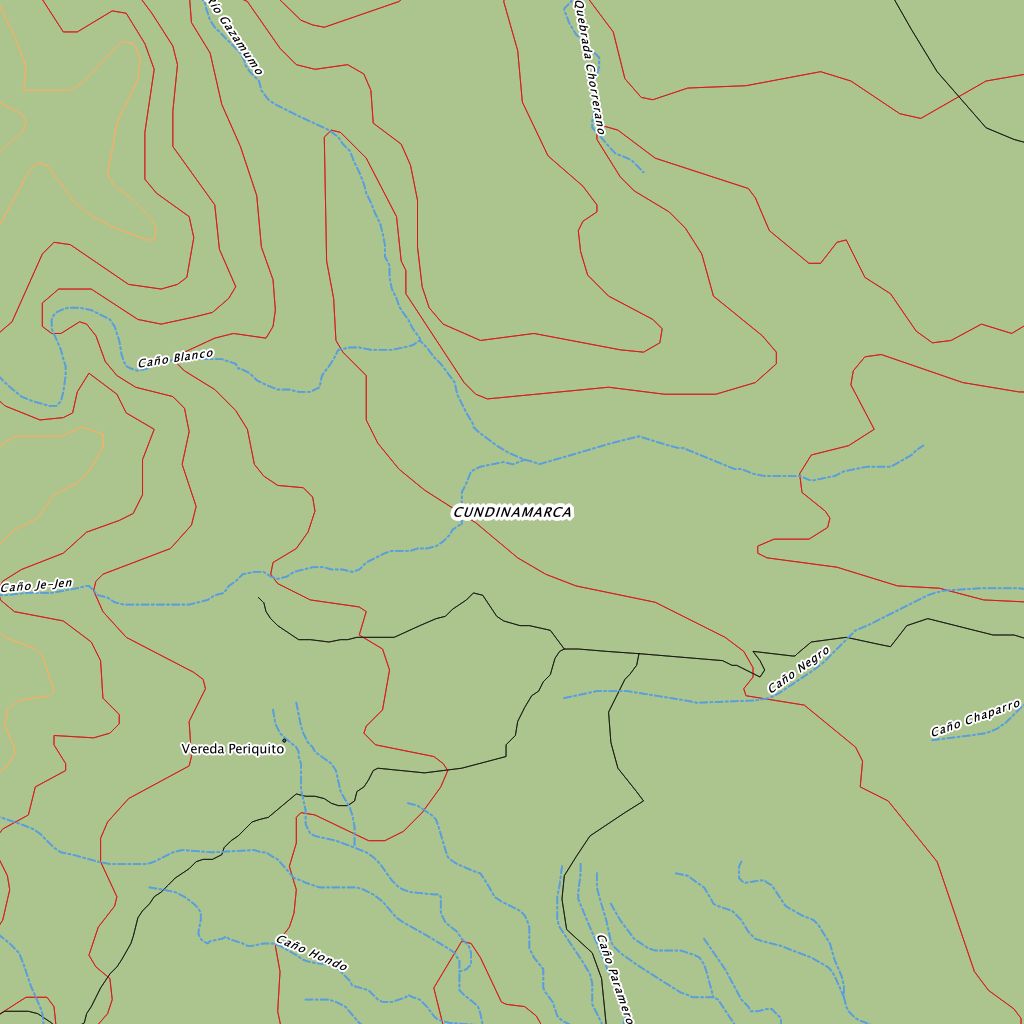 Río Gazamumo
Quebrada Chorrerano
Caño Blanco
CUNDINAMARCA
Caño Je-Jen
Caño Negro
Caño Chaparro
Vereda Periquito
Caño Hondo
Caño Paramero